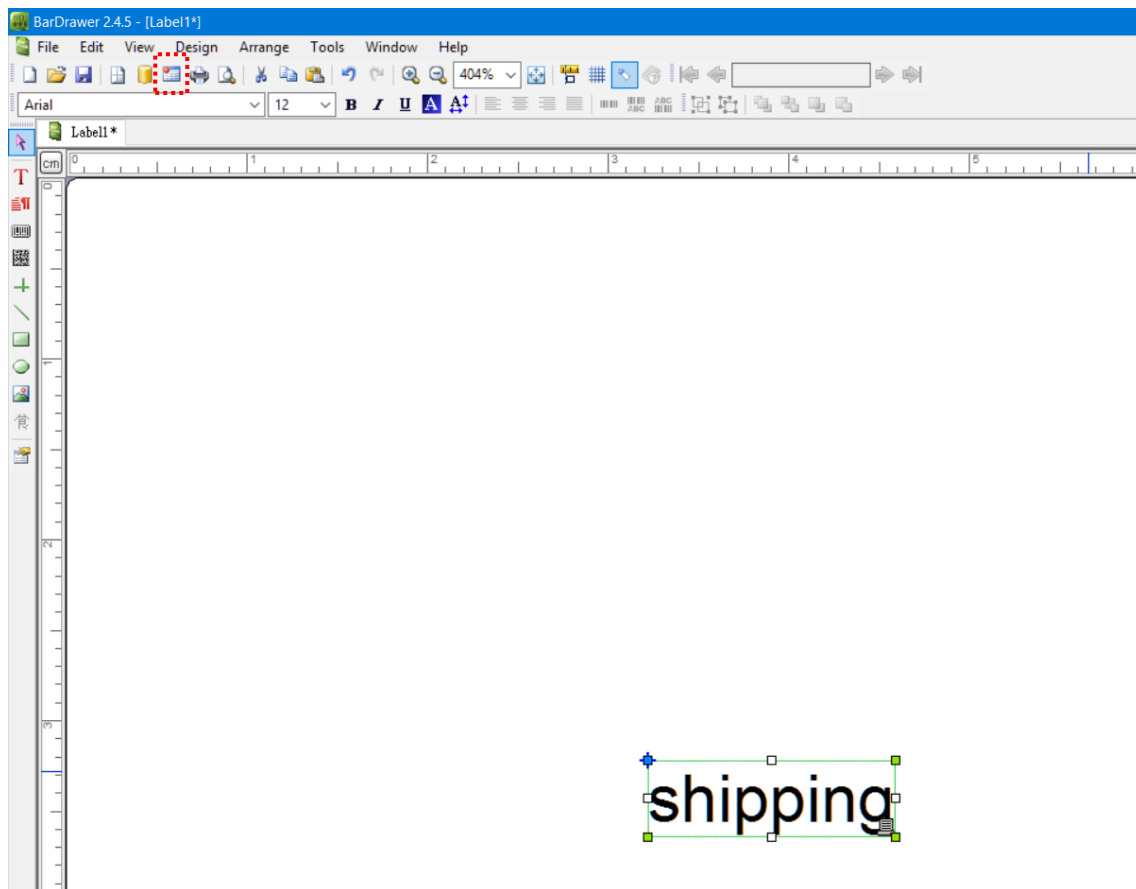 BarDrawer 2.4.5 - [Label1*]
File Edit View Design Arrange Tools Window Help
404%
Arial 12 B I U A A
Label1*
cm 0 1 2 3 4 5
T
0
1
2
3
食
shipping